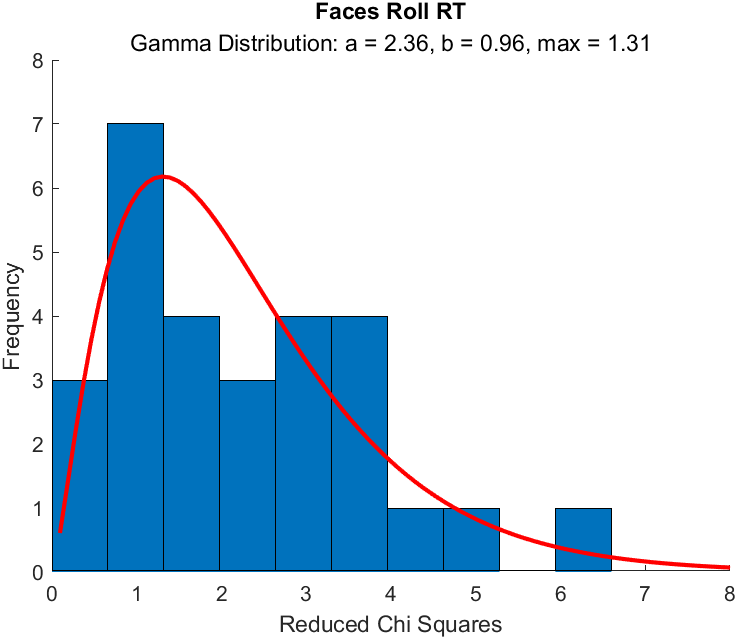 Faces Roll RT
Gamma Distribution: a = 2.36, b = 0.96, max = 1.31
8
7
6
5
4
3
2
1
0
Frequency
0 1 2 3 4 5 6 7 8
Reduced Chi Squares